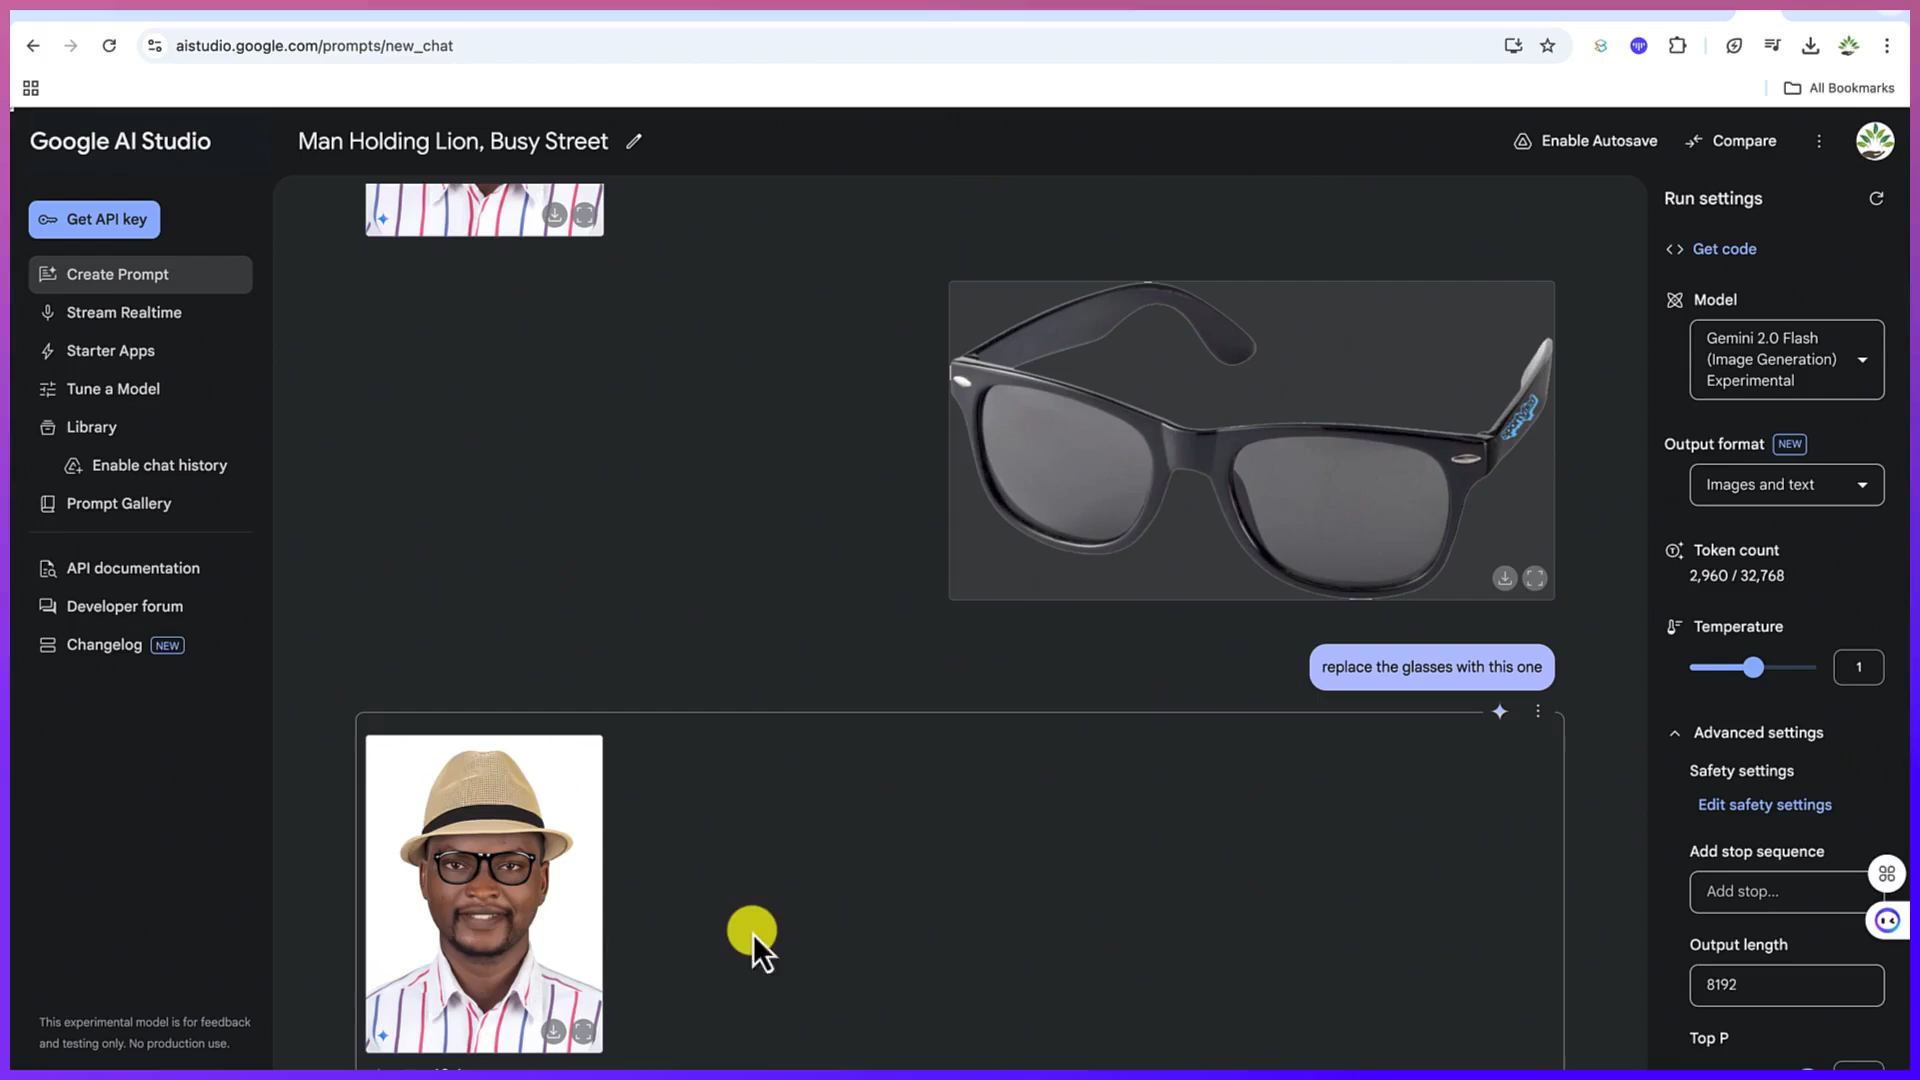 aistudio.google.com/prompts/new_chat
All Bookmarks
Google AI Studio
Man Holding Lion, Busy Street
Enable Autosave
Compare
Get API key
Create Prompt
Stream Realtime
Starter Apps
Tune a Model
Library
Enable chat history
Prompt Gallery
API documentation
Developer forum
Changelog NEW
This experimental model is for feedback
and testing only. No production use.
replace the glasses with this one
Run settings
Get code
Model
Gemini 2.0 Flash
(Image Generation)
Experimental
Output format NEW
Images and text
Token count
2,960 / 32,768
Temperature
1
Advanced settings
Safety settings
Edit safety settings
Add stop sequence
Add stop...
Output length
8192
Top P